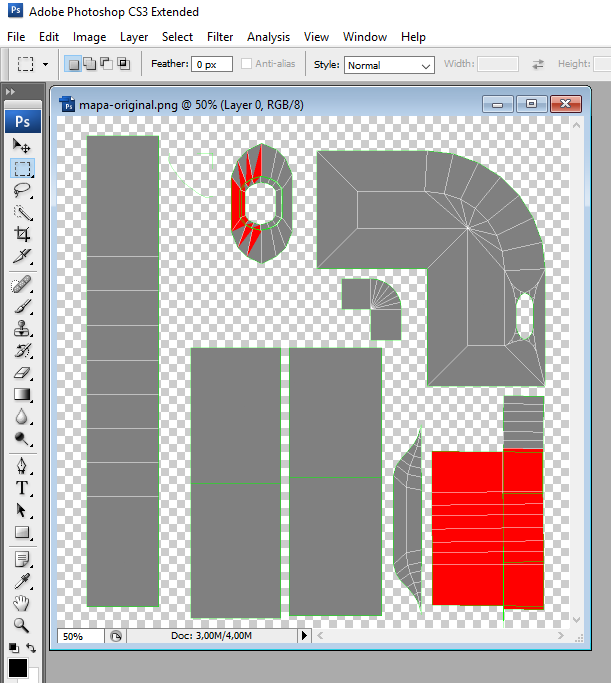 Ps Adobe Photoshop CS3 Extended
File Edit Image Layer Select Filter Analysis View Window Help
Feather: 0 px Anti-alias Style: Normal Width: Height:
Ps mapa-original.png @ 50% (Layer 0, RGB/8)
Ps
T
50% Doc: 3,00M/4,00M